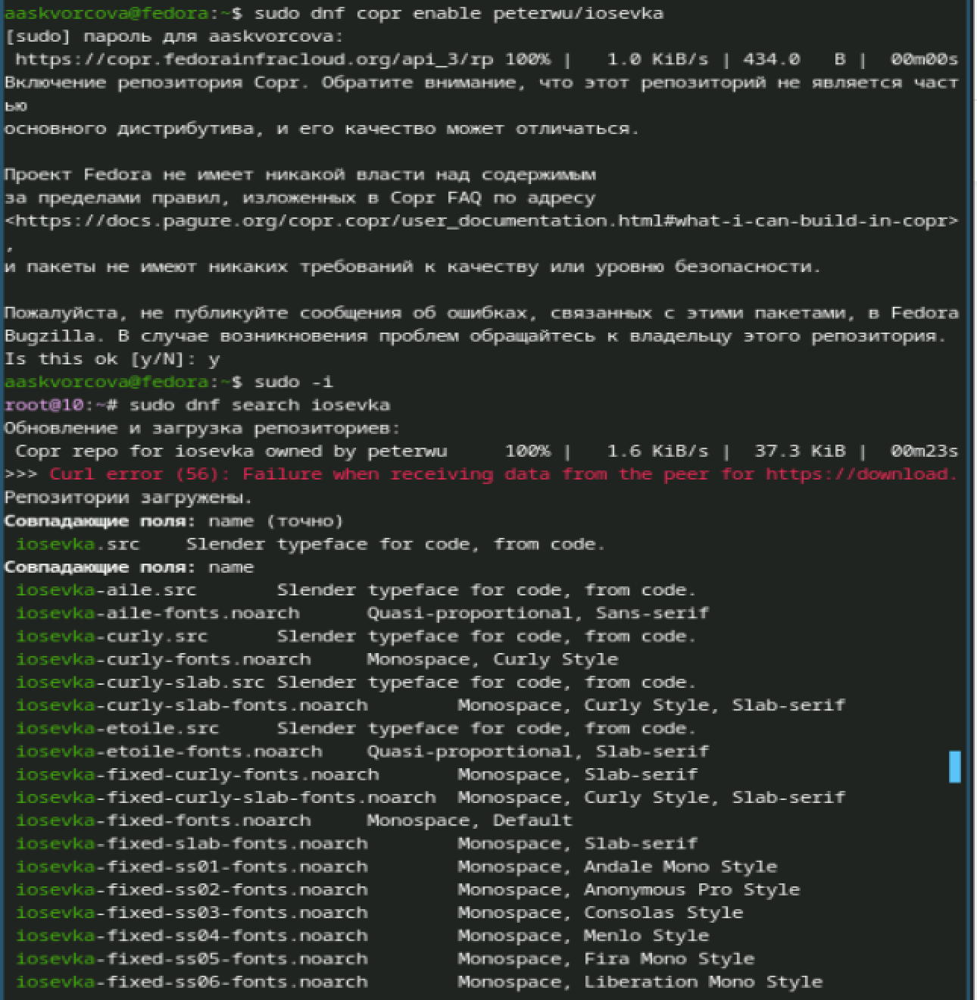 aaskvorcova@fedora:~$ sudo dnf copr enable peterwu/iosevka
[sudo] пароль для aaskvorcova:
 https://copr.fedorainfracloud.org/api_3/rp 100% |   1.0 KiB/s | 434.0   B |  00m00s
Включение репозитория Copr. Обратите внимание, что этот репозиторий не является част
ью
основного дистрибутива, и его качество может отличаться.
Проект Fedora не имеет никакой власти над содержимым
за пределами правил, изложенных в Copr FAQ по адресу
<https://docs.pagure.org/copr.copr/user_documentation.html#what-i-can-build-in-copr>
,
и пакеты не имеют никаких требований к качеству или уровню безопасности.
Пожалуйста, не публикуйте сообщения об ошибках, связанных с этими пакетами, в Fedora
Bugzilla. В случае возникновения проблем обращайтесь к владельцу этого репозитория.
Is this ok [y/N]: y
aaskvorcova@fedora:~$ sudo -i
root@10:~# sudo dnf search iosevka
Обновление и загрузка репозиториев:
 Copr repo for iosevka owned by peterwu     100% |   1.6 KiB/s |  37.3 KiB |  00m23s
>>> Curl error (56): Failure when receiving data from the peer for https://download.
Репозитории загружены.
Совпадающие поля: name (точно)
 iosevka.src    Slender typeface for code, from code.
Совпадающие поля: name
 iosevka-aile.src       Slender typeface for code, from code.
 iosevka-aile-fonts.noarch      Quasi-proportional, Sans-serif
 iosevka-curly.src      Slender typeface for code, from code.
 iosevka-curly-fonts.noarch     Monospace, Curly Style
 iosevka-curly-slab.src Slender typeface for code, from code.
 iosevka-curly-slab-fonts.noarch        Monospace, Curly Style, Slab-serif
 iosevka-etoile.src     Slender typeface for code, from code.
 iosevka-etoile-fonts.noarch    Quasi-proportional, Slab-serif
 iosevka-fixed-curly-fonts.noarch       Monospace, Slab-serif
 iosevka-fixed-curly-slab-fonts.noarch  Monospace, Curly Style, Slab-serif
 iosevka-fixed-fonts.noarch     Monospace, Default
 iosevka-fixed-slab-fonts.noarch        Monospace, Slab-serif
 iosevka-fixed-ss01-fonts.noarch        Monospace, Andale Mono Style
 iosevka-fixed-ss02-fonts.noarch        Monospace, Anonymous Pro Style
 iosevka-fixed-ss03-fonts.noarch        Monospace, Consolas Style
 iosevka-fixed-ss04-fonts.noarch        Monospace, Menlo Style
 iosevka-fixed-ss05-fonts.noarch        Monospace, Fira Mono Style
 iosevka-fixed-ss06-fonts.noarch        Monospace, Liberation Mono Style